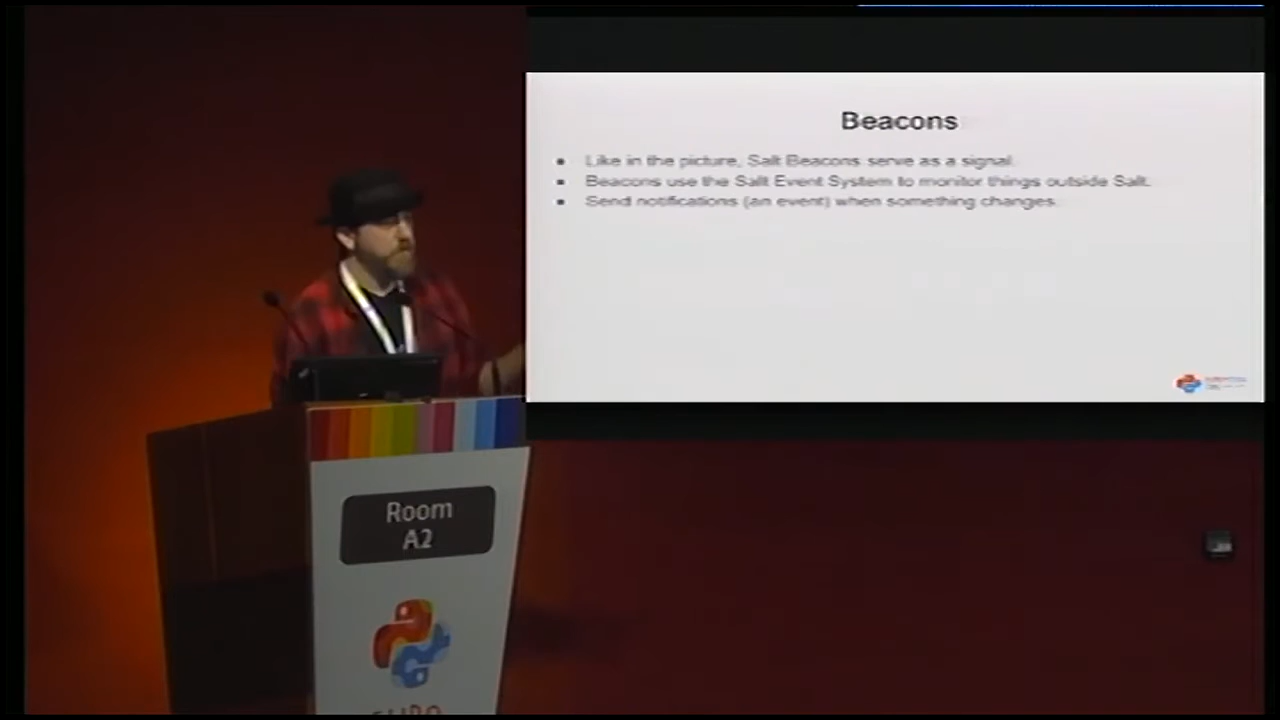 Beacons
• Like in the picture, Salt Beacons serve as a signal.
• Beacons use the Salt Event System to monitor things outside Salt.
• Send notifications (an event) when something changes.
Room
A2